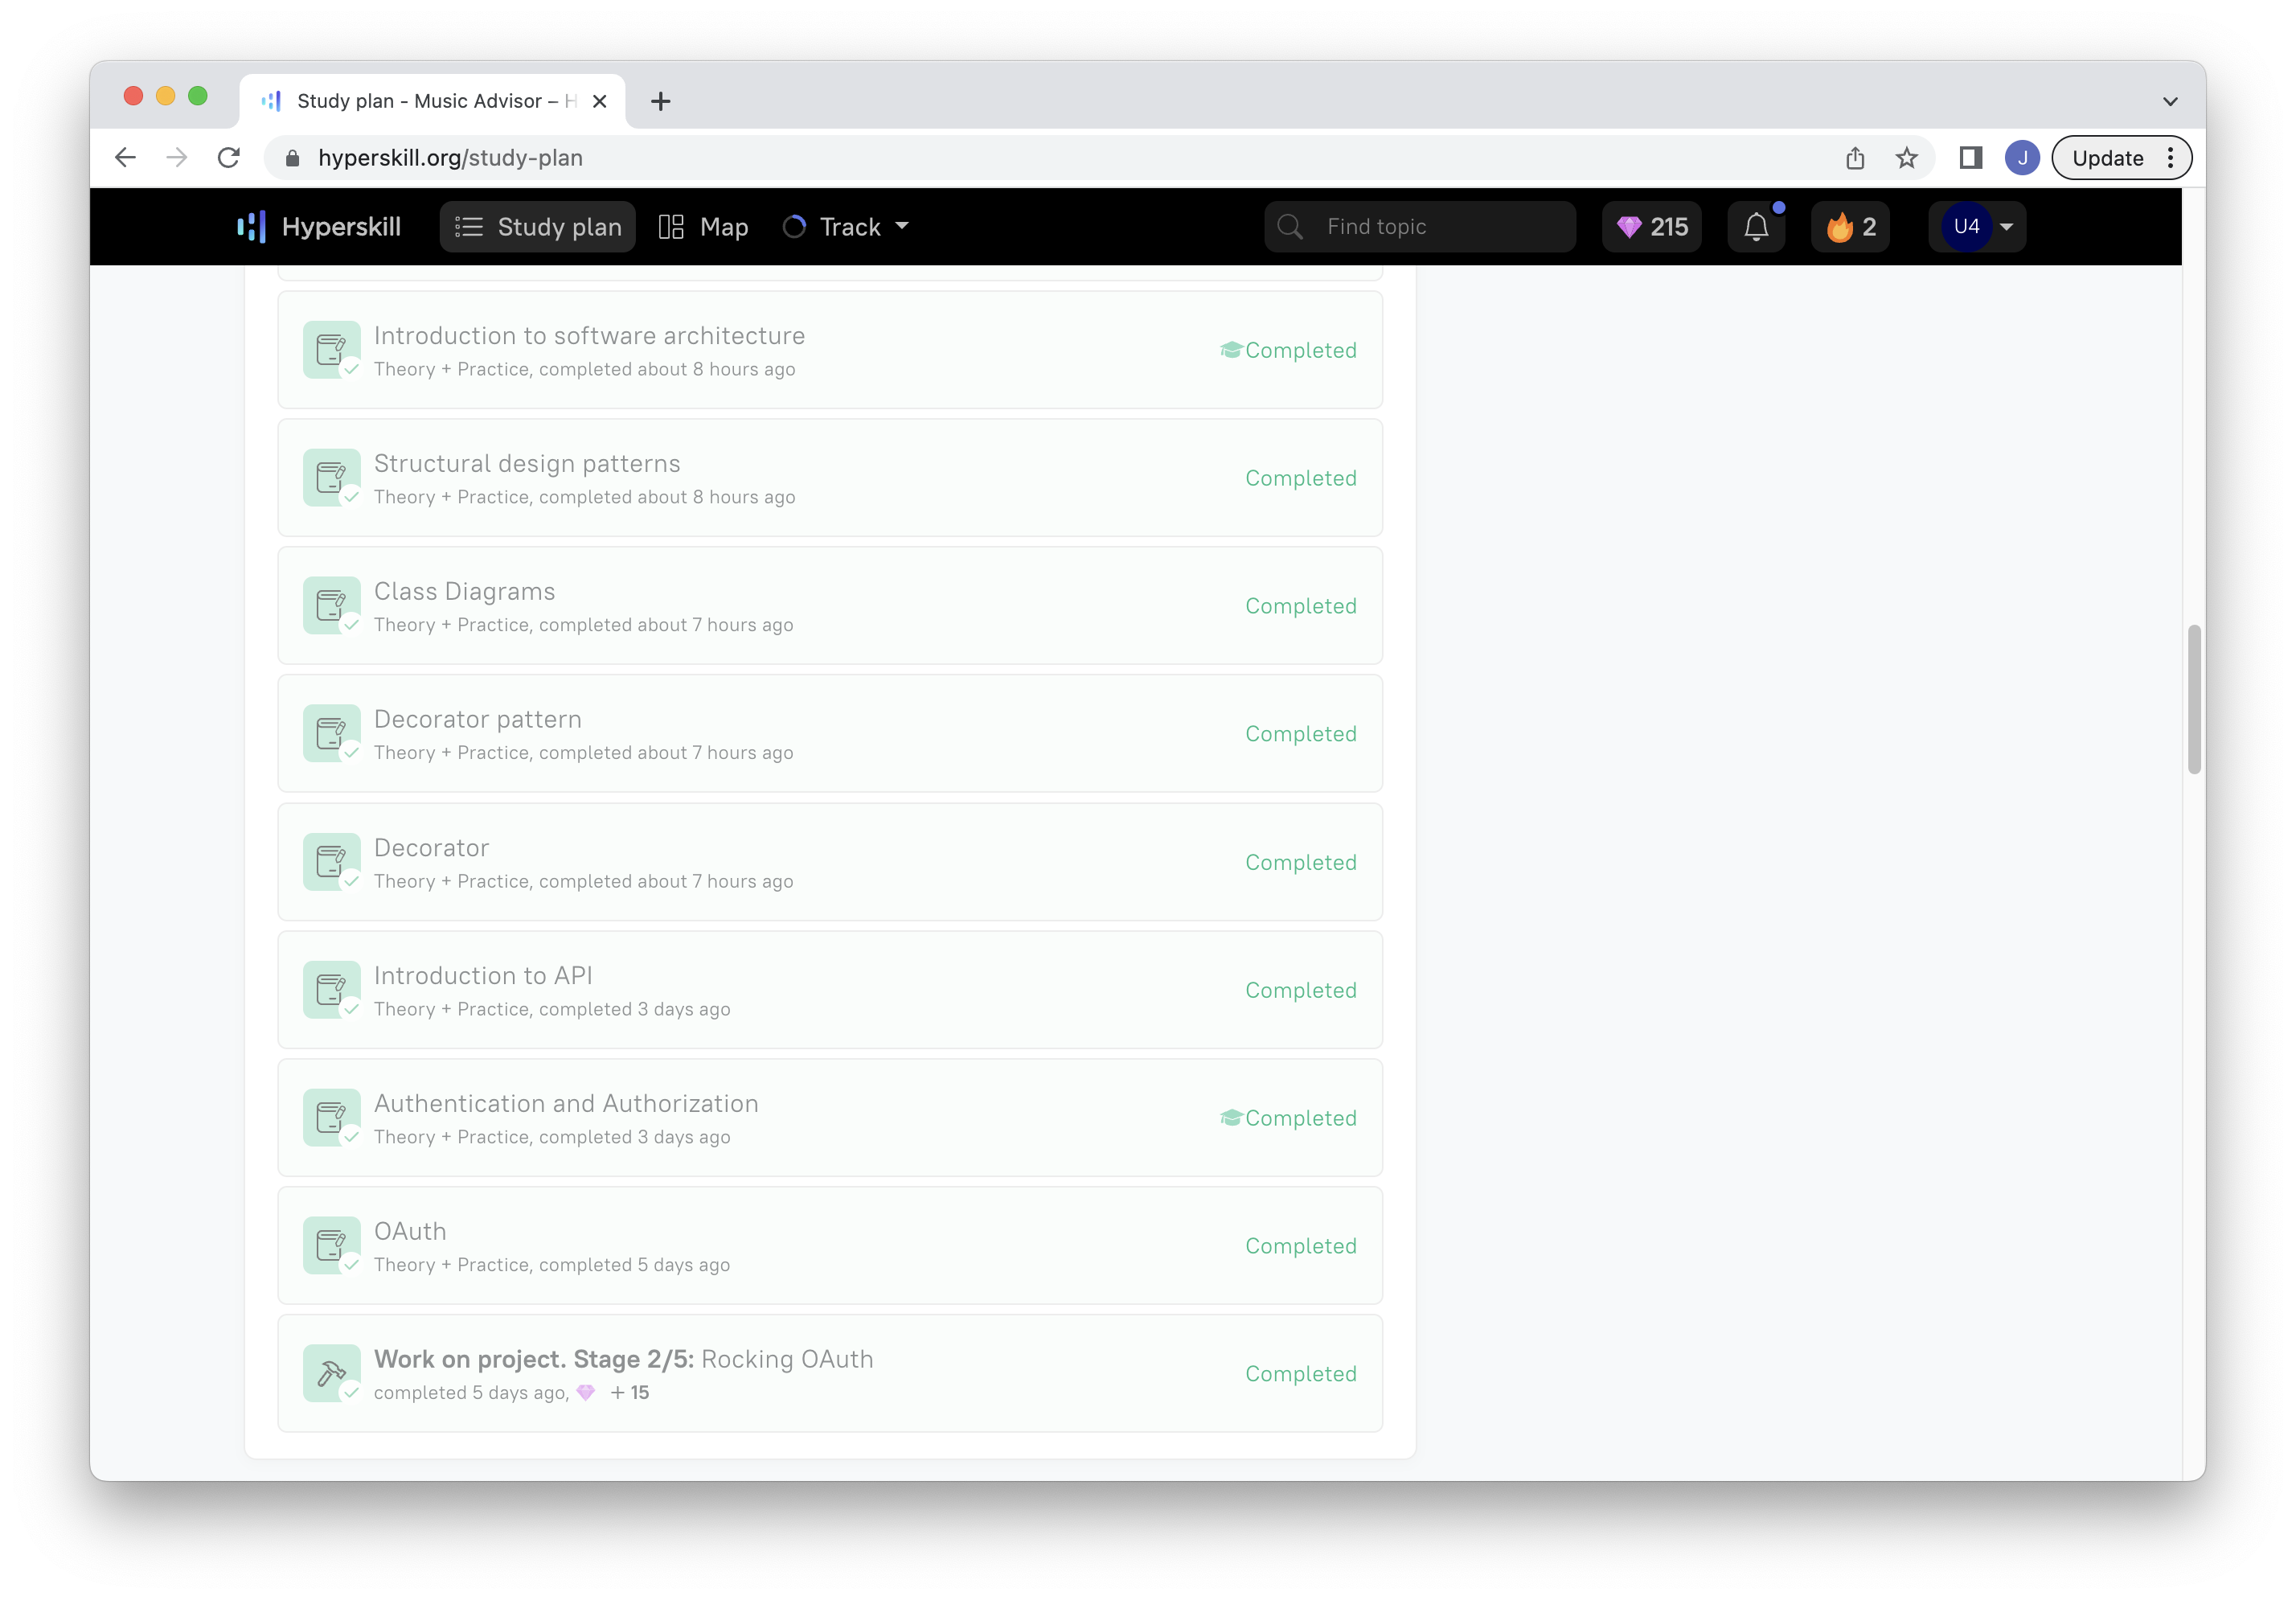 Study plan - Music Advisor – H
hyperskill.org/study-plan
J
Update
Hyperskill
Study plan
Map
Track
Find topic
215
2
U4
Introduction to software architecture
Theory + Practice, completed about 8 hours ago
Completed
Structural design patterns
Theory + Practice, completed about 8 hours ago
Completed
Class Diagrams
Theory + Practice, completed about 7 hours ago
Completed
Decorator pattern
Theory + Practice, completed about 7 hours ago
Completed
Decorator
Theory + Practice, completed about 7 hours ago
Completed
Introduction to API
Theory + Practice, completed 3 days ago
Completed
Authentication and Authorization
Theory + Practice, completed 3 days ago
Completed
OAuth
Theory + Practice, completed 5 days ago
Completed
Work on project. Stage 2/5: Rocking OAuth
completed 5 days ago, + 15
Completed